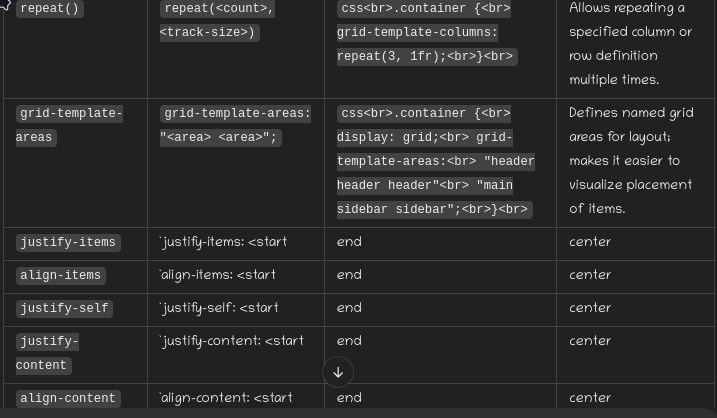 repeat()
repeat(<count>,
<track-size>)
css<br>.container {<br>
grid-template-columns:
repeat(3, 1fr);<br>}<br>
Allows repeating a
specified column or
row definition
multiple times.
grid-template-
areas
grid-template-areas:
"<area> <area>";
css<br>.container {<br>
display: grid;<br> grid-
template-areas:<br> "header
header header"<br> "main
sidebar sidebar";<br>}<br>
Defines named grid
areas for layout;
makes it easier to
visualize placement
of items.
justify-items
`justify-items: <start
end
center
align-items
`align-items: <start
end
center
justify-self
`justify-self: <start
end
center
justify-
content
`justify-content: <start
end
center
align-content
`align-content: <start
end
center